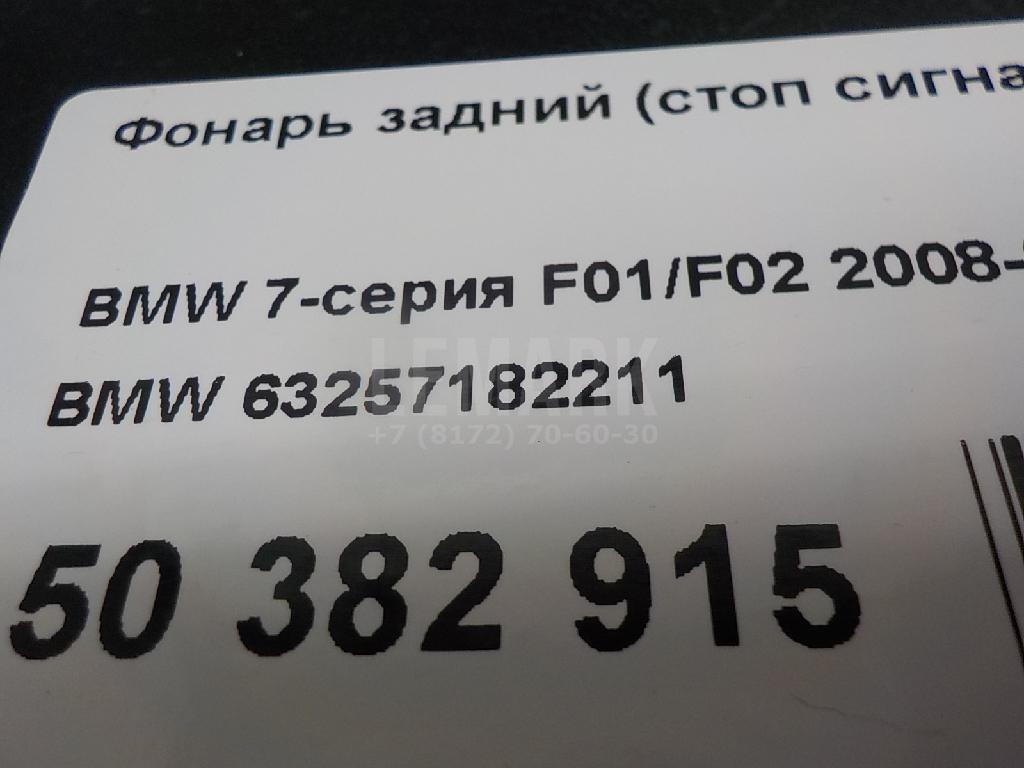 Фонарь задний (стоп сигна
BMW 7-серия F01/F02 2008-
LEMARK
BMW 63257182211
+7 (8172) 70-60-30
50 382 915